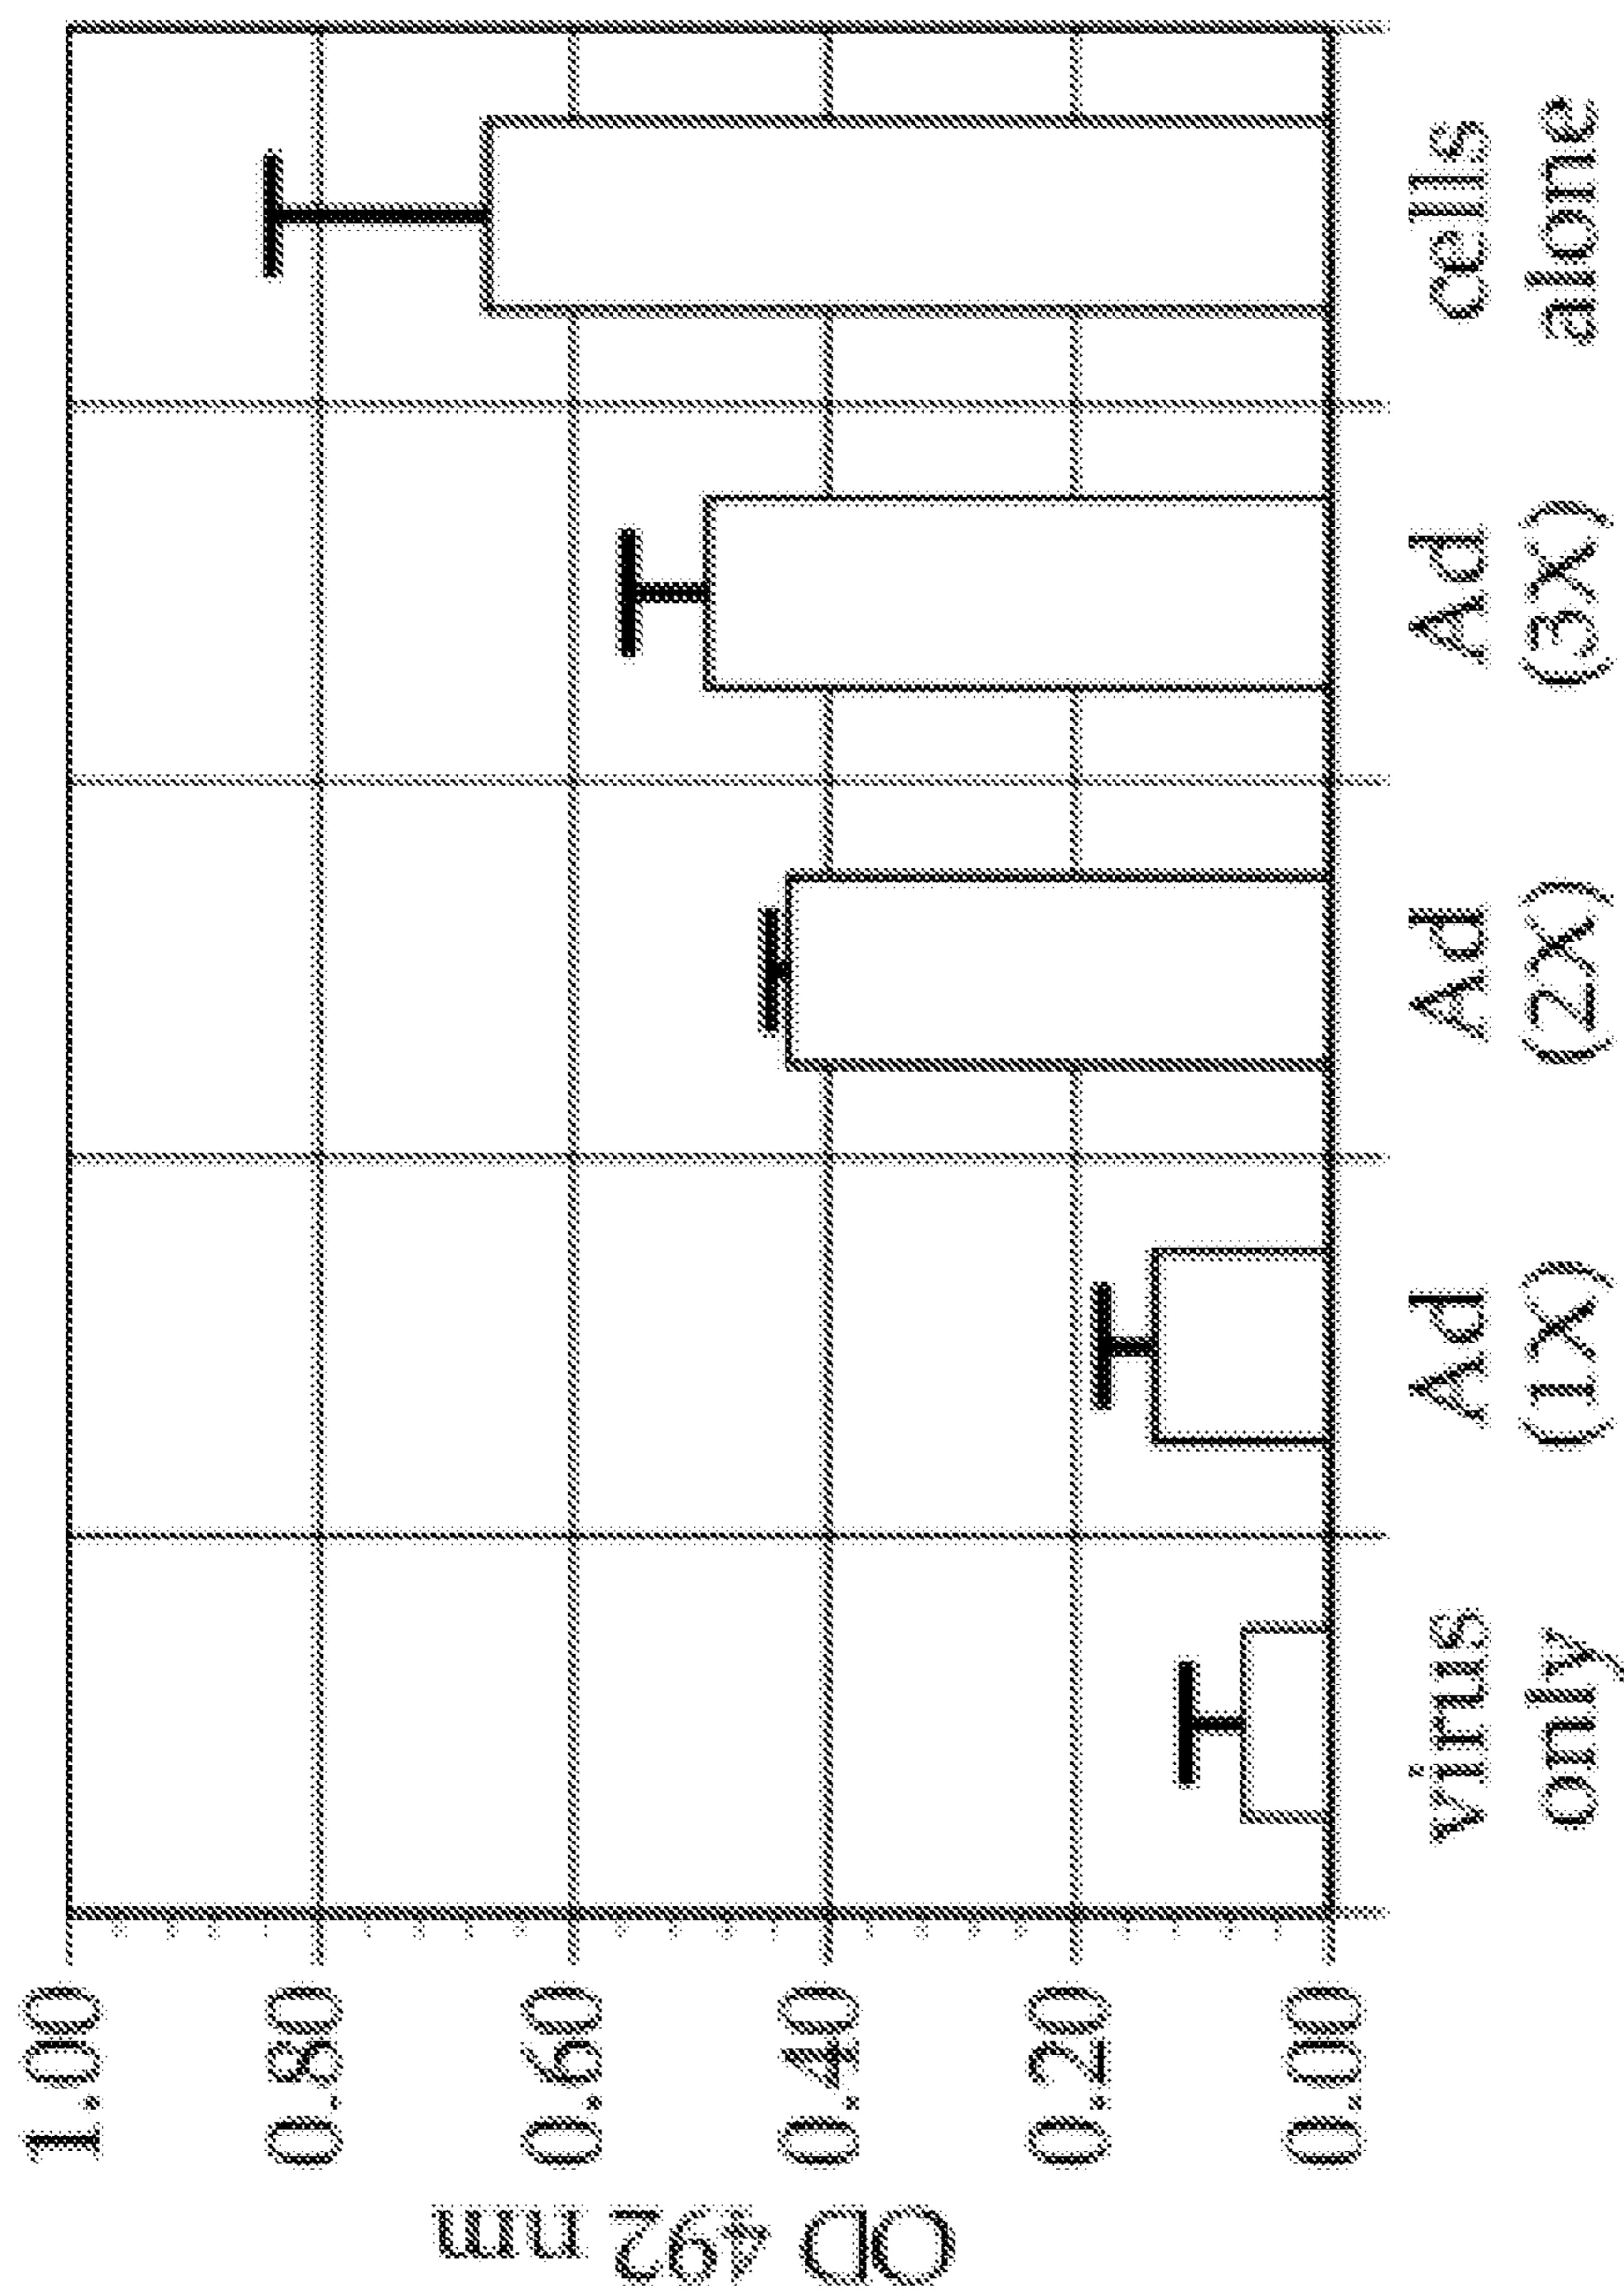 OD 492 nm
1.00
0.80
0.60
0.40
0.20
0.00
virus
only
Ad
(1X)
Ad
(2X)
Ad
(3X)
cells
alone